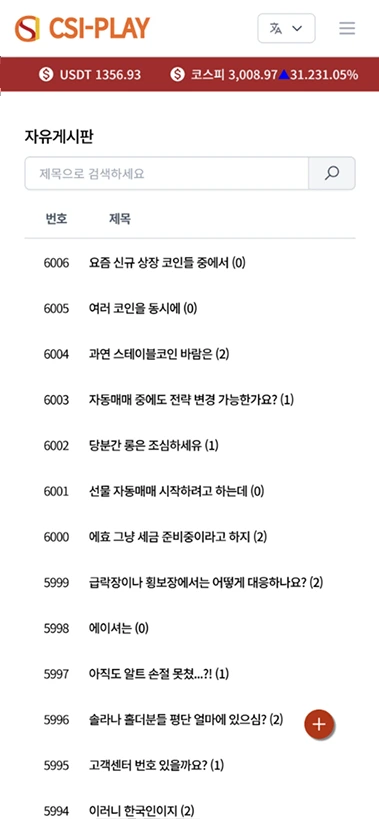 CSI-PLAY
USDT 1356.93 코스피 3,008.97▲31.231.05%
자유게시판
제목으로 검색하세요
번호 제목
6006 요즘 신규 상장 코인들 중에서 (0)
6005 여러 코인을 동시에 (0)
6004 과연 스테이블코인 바람은 (2)
6003 자동매매 중에도 전략 변경 가능한가요? (1)
6002 당분간 롱은 조심하세유 (1)
6001 선물 자동매매 시작하려고 하는데 (0)
6000 에효 그냥 세금 준비중이라고 하지 (2)
5999 급락장이나 횡보장에서는 어떻게 대응하나요? (2)
5998 에이셔는 (0)
5997 아직도 알트 손절 못쳤...?! (1)
5996 솔라나 홀더분들 평단 얼마에 있으심? (2)
5995 고객센터 번호 있을까요? (1)
5994 이러니 한국인이지 (2)